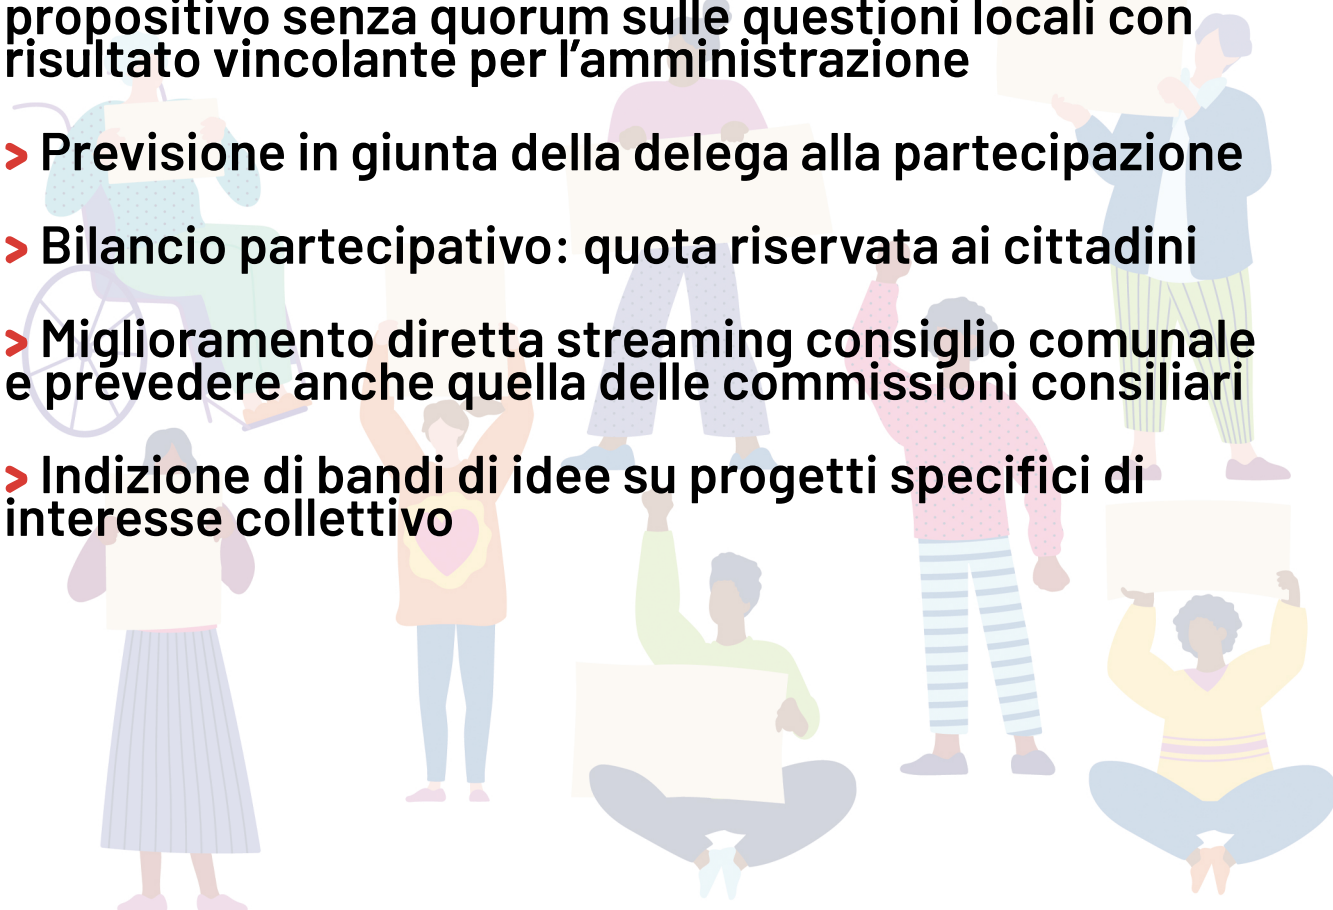 propositivo senza quorum sulle questioni locali con
risultato vincolante per l’amministrazione
> Previsione in giunta della delega alla partecipazione
> Bilancio partecipativo: quota riservata ai cittadini
> Miglioramento diretta streaming consiglio comunale
e prevedere anche quella delle commissioni consiliari
> Indizione di bandi di idee su progetti specifici di
interesse collettivo